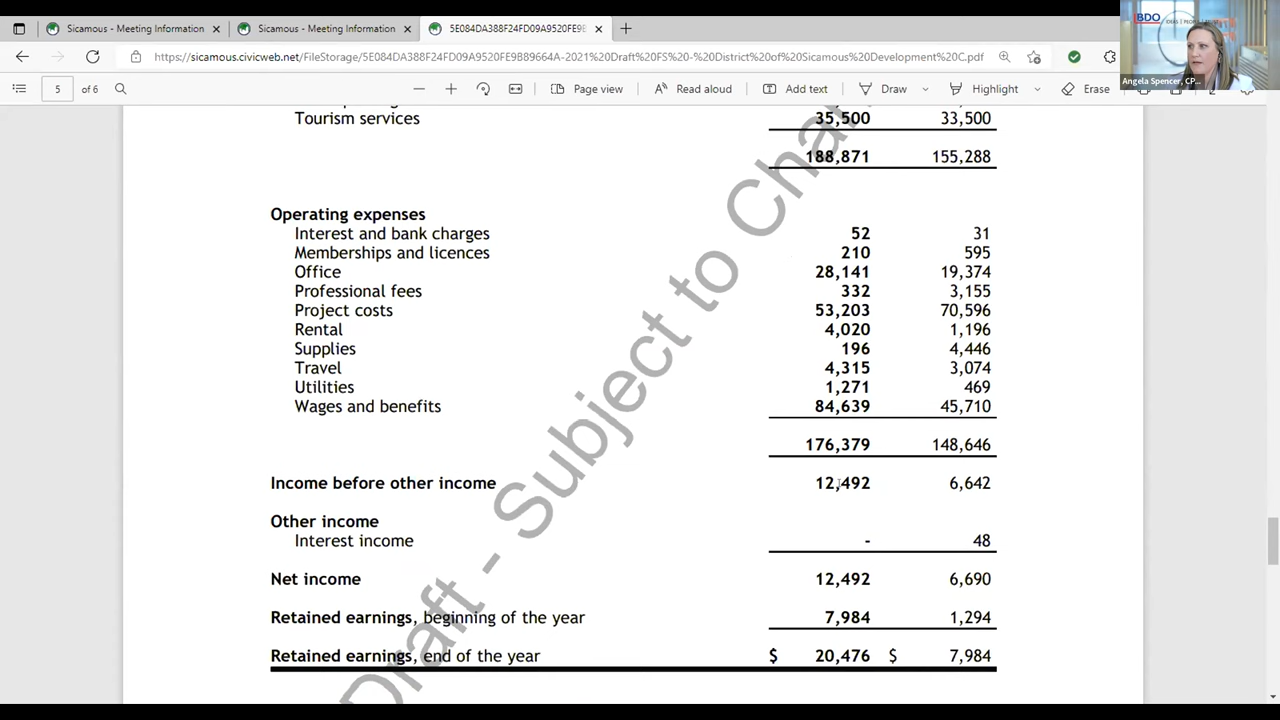 Sicamous - Meeting Information
Sicamous - Meeting Information
5E084DA388F24FD09A9520FE9E
https://sicamous.civicweb.net/FileStorage/5E084DA388F24FD09A9520FEE9B89664A-2021%20Draft%20FS%20-%20District%20of%20Sicamous%20Development%20C.pdf
BDO
Angela Spencer, CP...
5 of 6
Page view
Read aloud
Add text
Draw
Highlight
Erase
Tourism services 35,500 33,500
188,871 155,288
Operating expenses
Interest and bank charges 52 31
Memberships and licences 210 595
Office 28,141 19,374
Professional fees 332 3,155
Project costs 53,203 70,596
Rental 4,020 1,196
Supplies 196 4,446
Travel 4,315 3,074
Utilities 1,271 469
Wages and benefits 84,639 45,710
176,379 148,646
Income before other income 12,492 6,642
Other income
Interest income - 48
Net income 12,492 6,690
Retained earnings, beginning of the year 7,984 1,294
Retained earnings, end of the year $ 20,476 $ 7,984
Draft - Subject to Chan